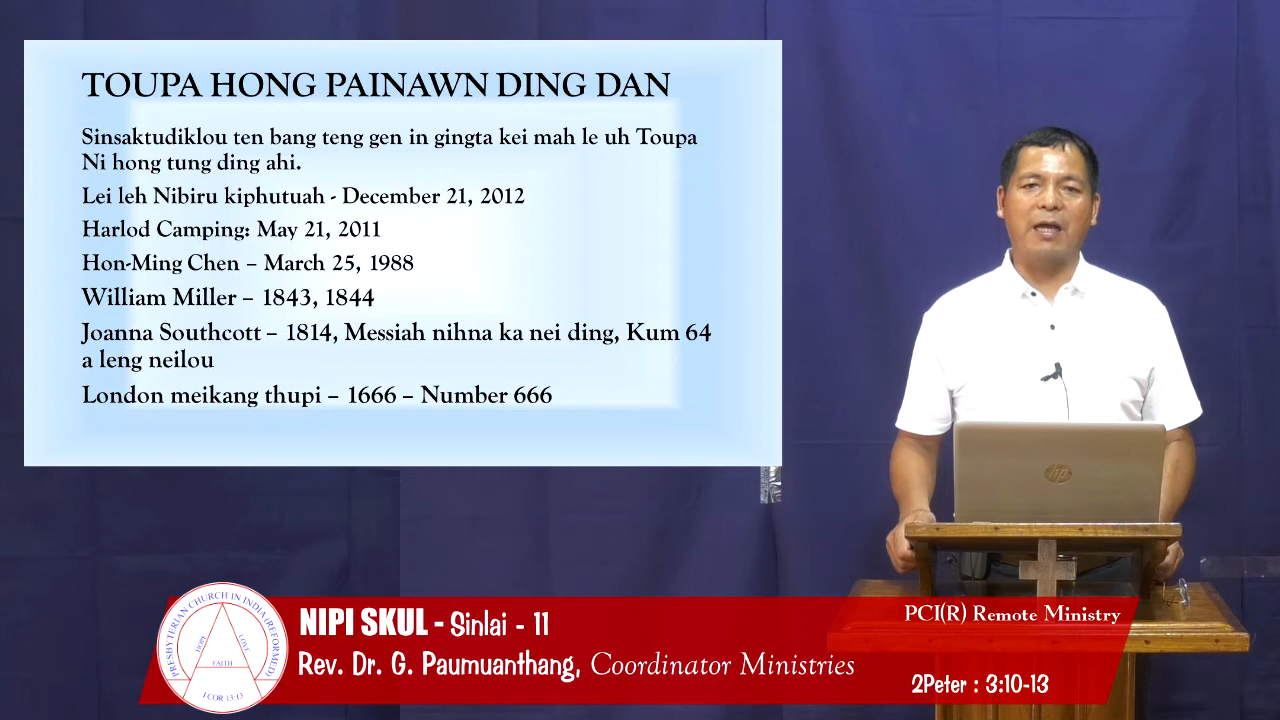 TOUPA HONG PAINAWN DING DAN
Sinsaktudiklou ten bang teng gen in gingta kei mah le uh Toupa
Ni hong tung ding ahi.
Lei leh Nibiru kiphutuah - December 21, 2012
Harlod Camping: May 21, 2011
Hon-Ming Chen – March 25, 1988
William Miller – 1843, 1844
Joanna Southcott – 1814, Messiah nihna ka nei ding, Kum 64
a leng neilou
London meikang thupi – 1666 – Number 666
hp
PRESBYTERIAN CHURCH IN INDIA (REFORMED)
HOPE
LOVE
FAITH
I COR 13:13
NIPI SKUL - Sinlai - 11
Rev. Dr. G. Paumuanthang, Coordinator Ministries
PCI(R) Remote Ministry
2Peter : 3:10-13